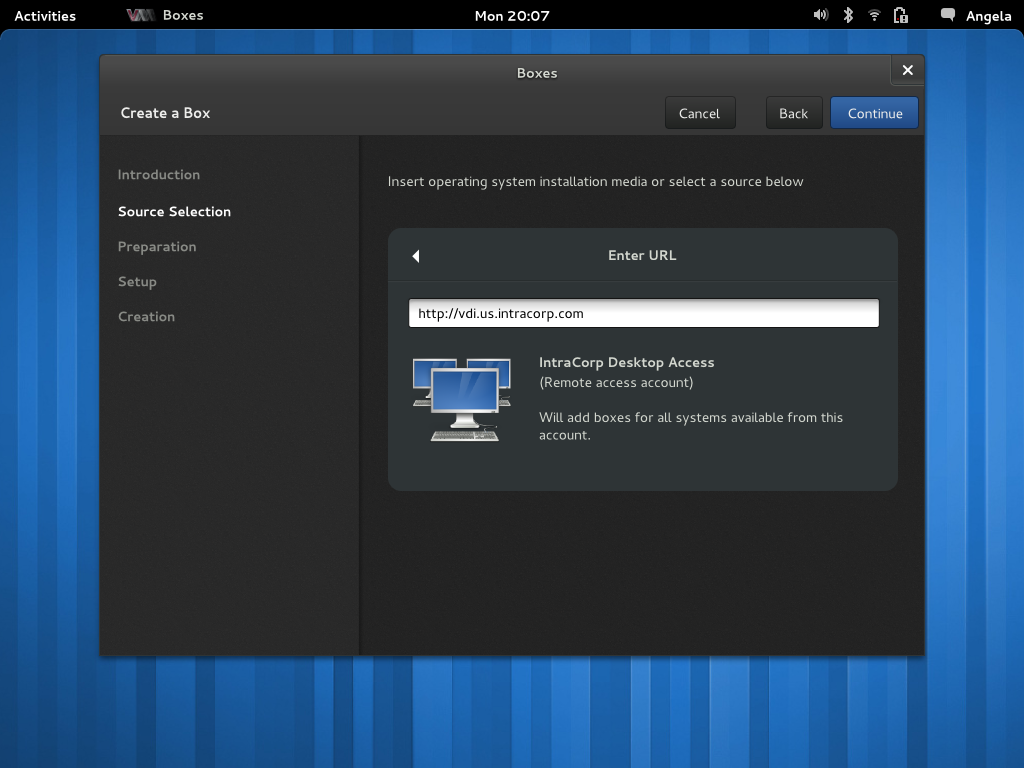 Activities Boxes Mon 20:07 Angela
Boxes
Create a Box Cancel Back Continue
Introduction
Source Selection
Preparation
Setup
Creation
Insert operating system installation media or select a source below
Enter URL
http://vdi.us.intracorp.com
IntraCorp Desktop Access
(Remote access account)
Will add boxes for all systems available from this
account.